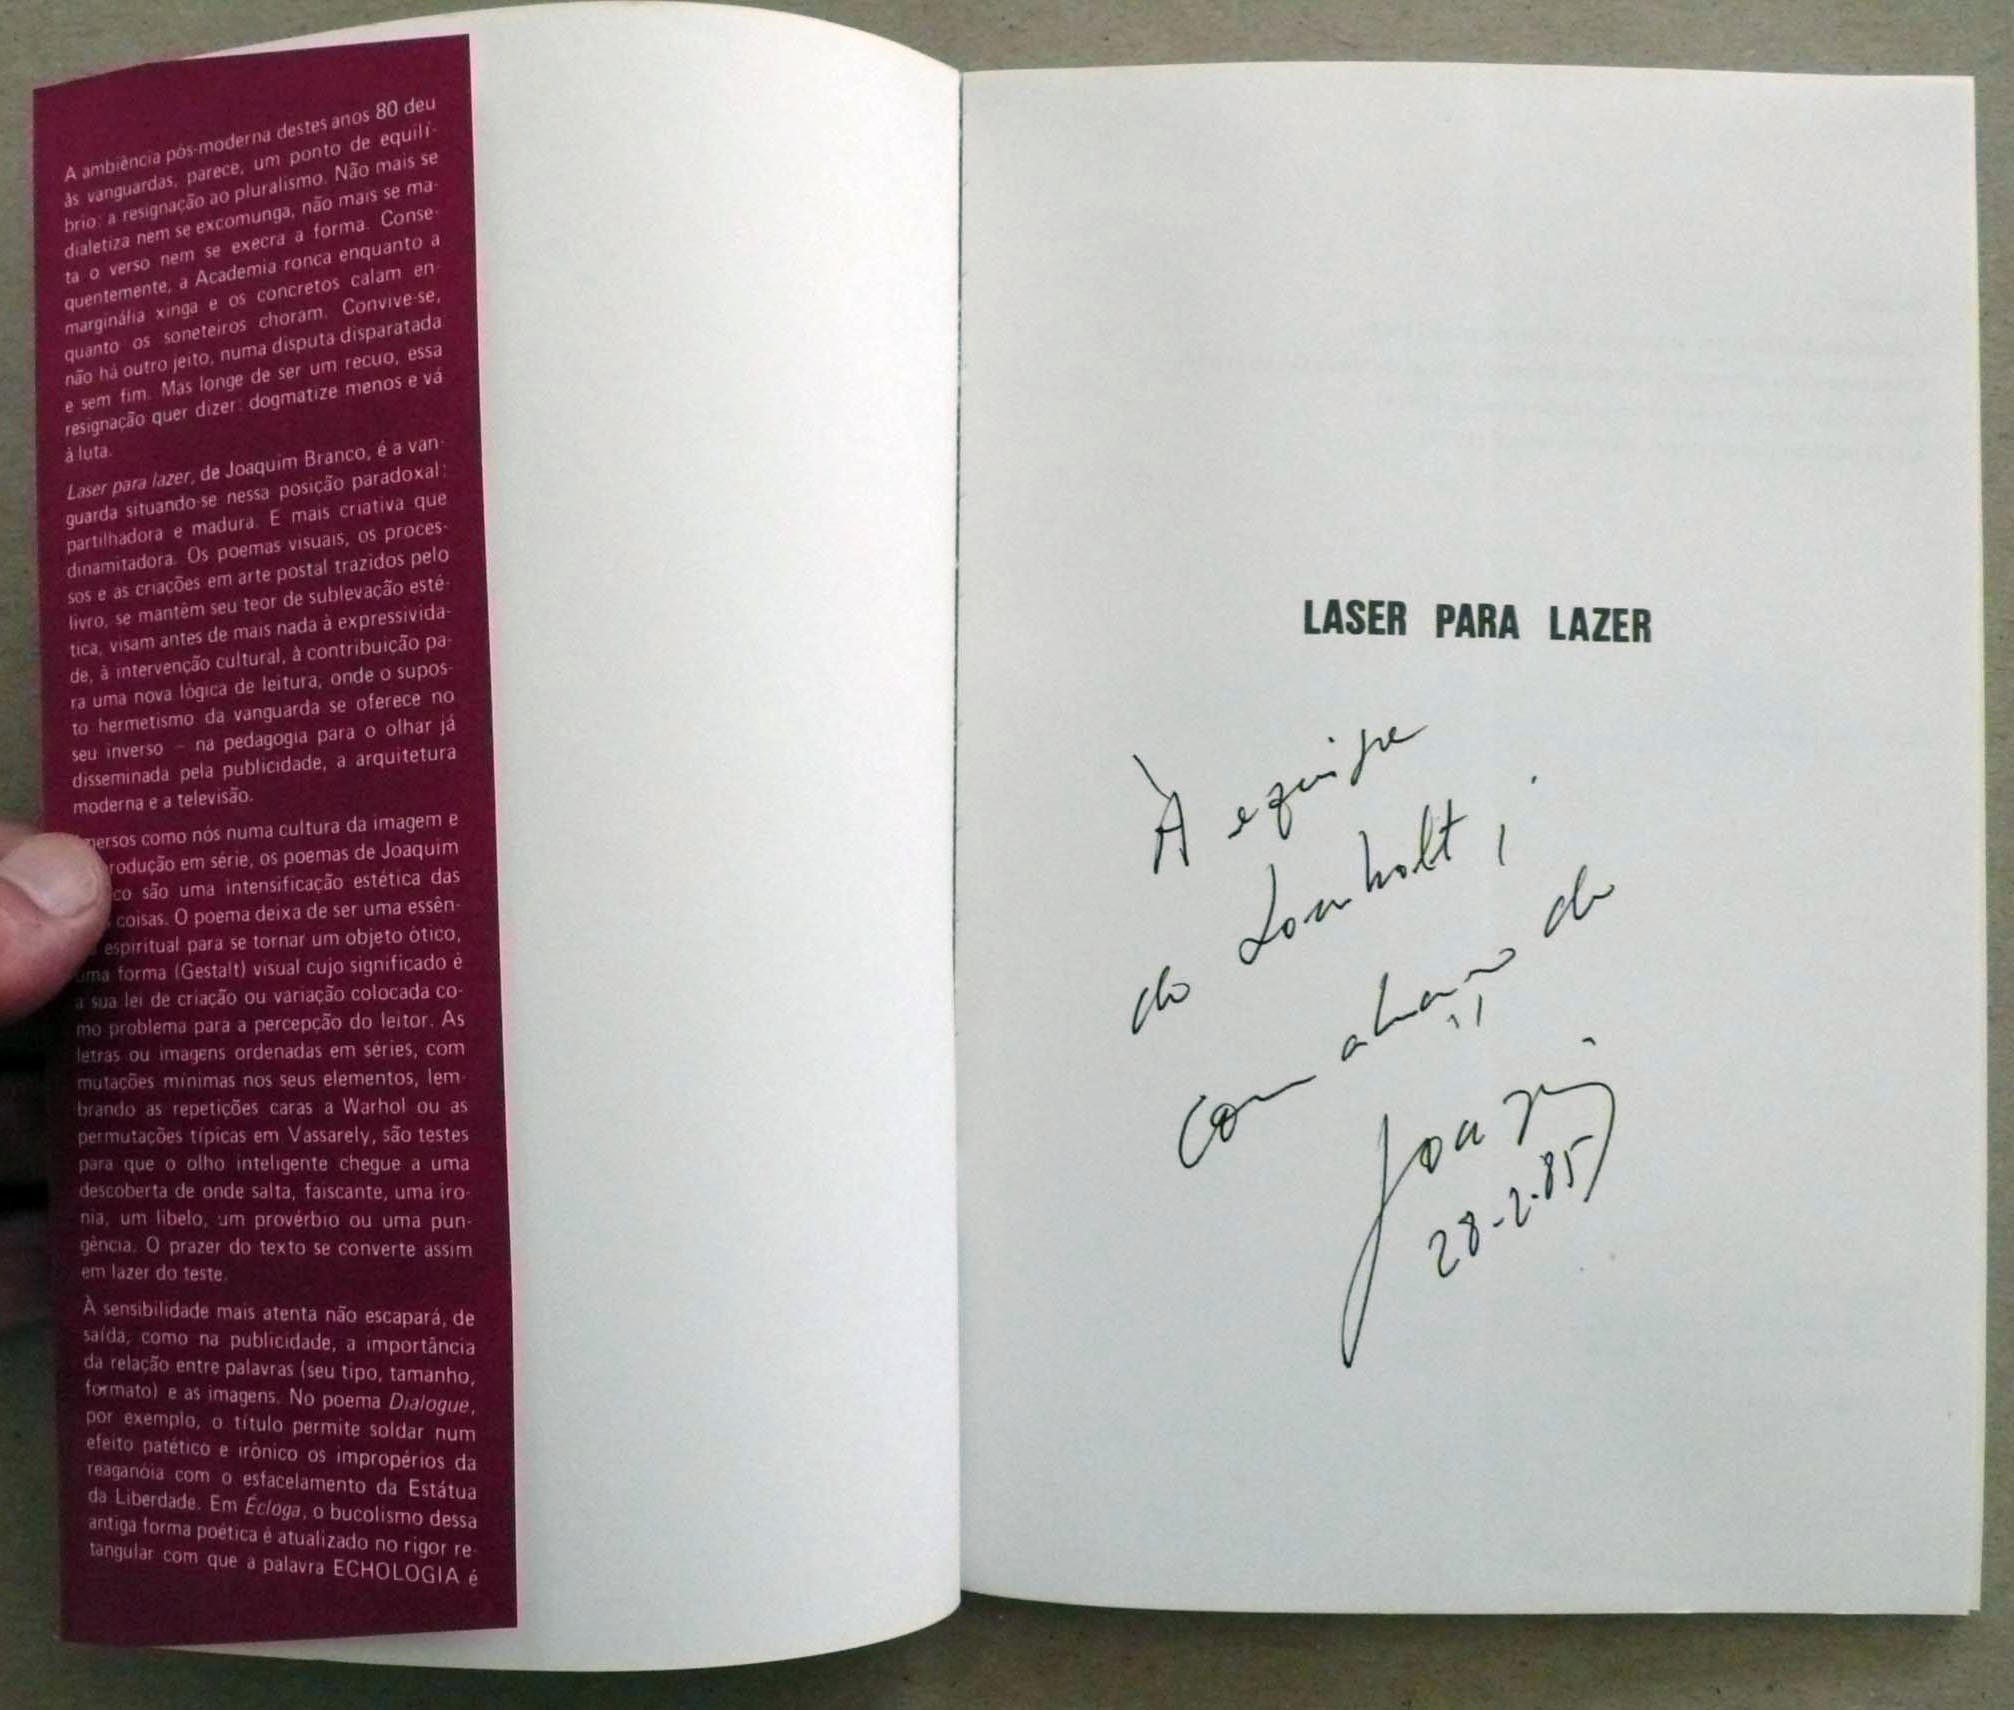 A ambiência pós-moderna destes anos 80 deu
às vanguardas, parece, um ponto de equilí-
brio: a resignação ao pluralismo. Não mais se
dialetiza nem se excomunga, não mais se ma-
ta o verso nem se execra a forma. Conse-
quentemente, a Academia ronca enquanto a
marginália xinga e os concretos calam en-
quanto os soneteiros choram. Convive-se,
não há outro jeito, numa disputa disparatada
e sem fim. Mas longe de ser um recuo, essa
resignação quer dizer: dogmatize menos e vá
à luta.
Laser para lazer, de Joaquim Branco, é a van-
guarda situando-se nessa posição paradoxal:
partilhadora e madura. E mais criativa que
dinamitadora. Os poemas visuais, os proces-
sos e as criações em arte postal trazidos pelo
livro, se mantêm seu teor de sublevação esté-
tica, visam antes de mais nada à expressivida-
de, à intervenção cultural, à contribuição pa-
ra uma nova lógica de leitura, onde o supos-
to hermetismo da vanguarda se oferece no
seu inverso – na pedagogia para o olhar já
disseminada pela publicidade, a arquitetura
moderna e a televisão.
mersos como nós numa cultura da imagem e
rodução em série, os poemas de Joaquim
co são uma intensificação estética das
coisas. O poema deixa de ser uma essên-
espiritual para se tornar um objeto ótico,
uma forma (Gestalt) visual cujo significado é
a sua lei de criação ou variação colocada co-
mo problema para a percepção do leitor. As
letras ou imagens ordenadas em séries, com
mutações mínimas nos seus elementos, lem-
brando as repetições caras a Warhol ou as
permutações típicas em Vassarely, são testes
para que o olho inteligente chegue a uma
descoberta de onde salta, faiscante, uma iro-
nia, um libelo, um provérbio ou uma pun-
gência. O prazer do texto se converte assim
em lazer do teste.
À sensibilidade mais atenta não escapará, de
saída, como na publicidade, a importância
da relação entre palavras (seu tipo, tamanho,
formato) e as imagens. No poema Dialogue,
por exemplo, o título permite soldar num
efeito patético e irônico os impropérios da
reaganóia com o esfacelamento da Estátua
da Liberdade. Em Écloga, o bucolismo dessa
antiga forma poética é atualizado no rigor re-
tangular com que a palavra ECHOLOGIA é
LASER PARA LAZER
À equipe
do Lomholt,
com abraço do
Joaquim
28-2-85